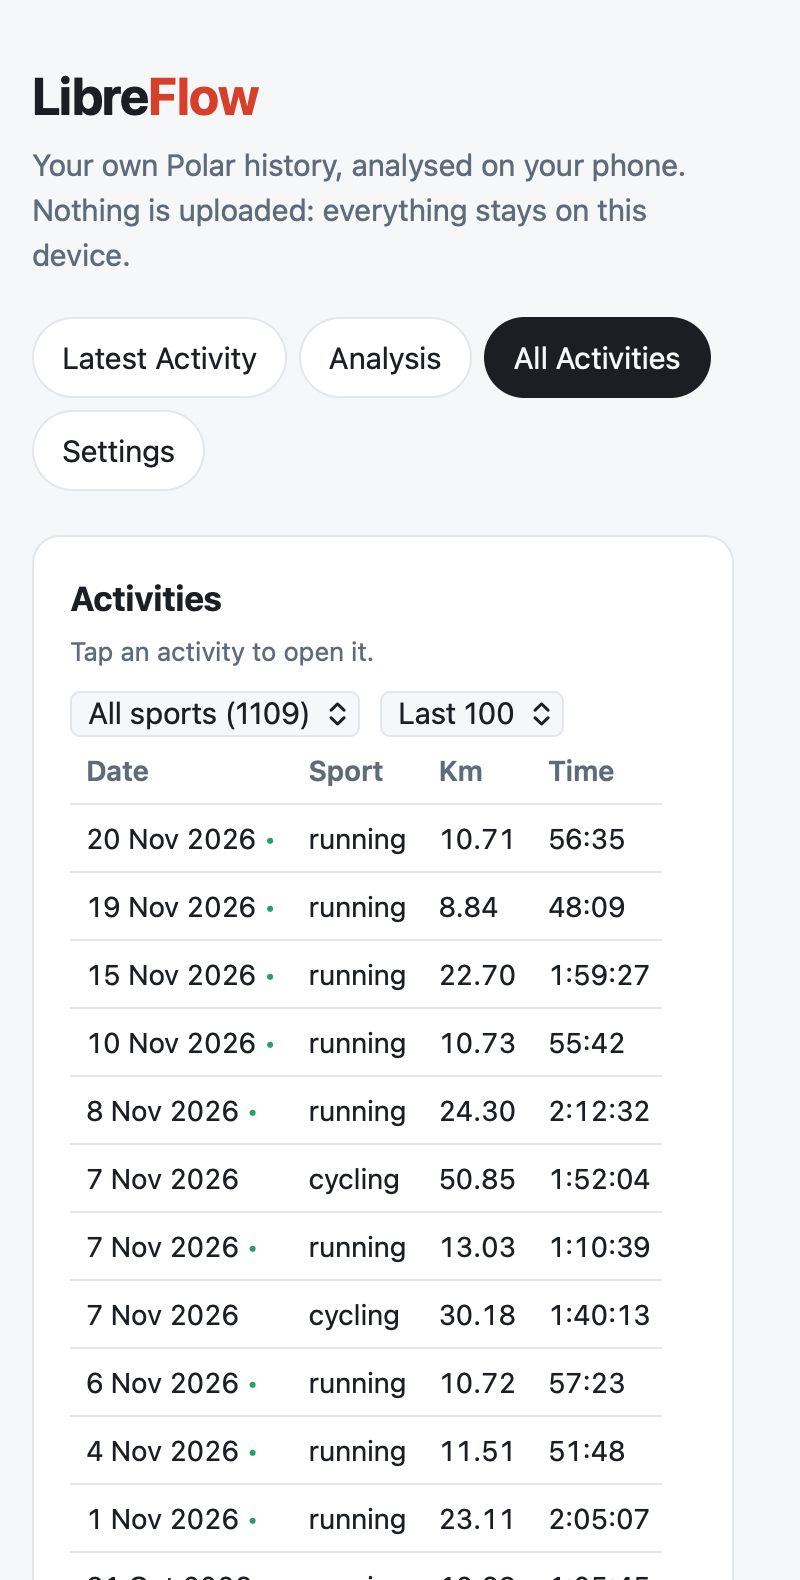 LibreFlow
Your own Polar history, analysed on your phone.
Nothing is uploaded: everything stays on this
device.
Latest Activity Analysis All Activities
Settings
Activities
Tap an activity to open it.
All sports (1109) Last 100
Date Sport Km Time
20 Nov 2026 • running 10.71 56:35
19 Nov 2026 • running 8.84 48:09
15 Nov 2026 • running 22.70 1:59:27
10 Nov 2026 • running 10.73 55:42
8 Nov 2026 • running 24.30 2:12:32
7 Nov 2026 cycling 50.85 1:52:04
7 Nov 2026 • running 13.03 1:10:39
7 Nov 2026 cycling 30.18 1:40:13
6 Nov 2026 • running 10.72 57:23
4 Nov 2026 • running 11.51 51:48
1 Nov 2026 • running 23.11 2:05:07